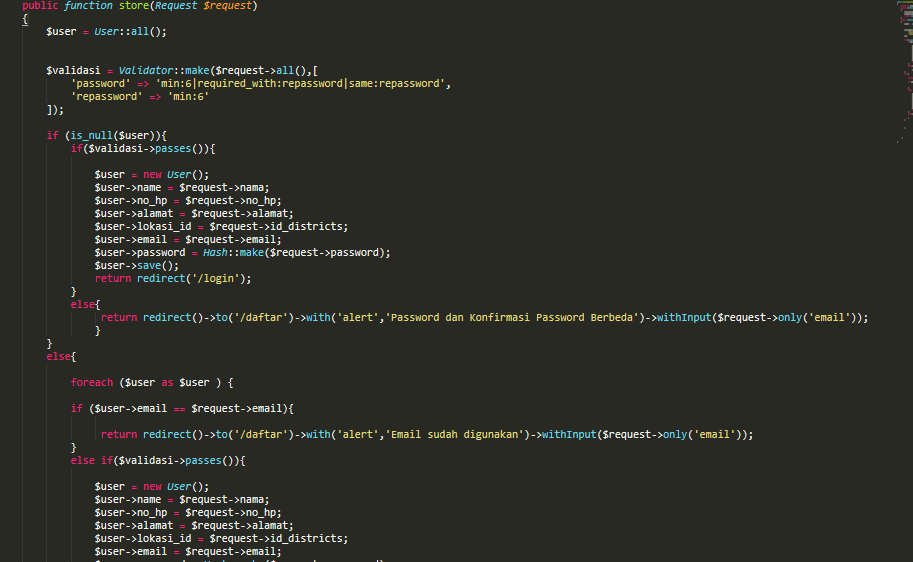 public function store(Request $request)
{
$user = User::all();
$validasi = Validator::make($request->all(),[
'password' => 'min:6|required_with:repassword|same:repassword',
'repassword' => 'min:6'
]);
if (is_null($user)){
if($validasi->passes()){
$user = new User();
$user->name = $request->nama;
$user->no_hp = $request->no_hp;
$user->alamat = $request->alamat;
$user->lokasi_id = $request->id_districts;
$user->email = $request->email;
$user->password = Hash::make($request->password);
$user->save();
return redirect('/login');
}
else{
return redirect()->to('/daftar')->with('alert','Password dan Konfirmasi Password Berbeda')->withInput($request->only('email'));
}
}
else{
foreach ($user as $user ) {
if ($user->email == $request->email){
return redirect()->to('/daftar')->with('alert','Email sudah digunakan')->withInput($request->only('email'));
}
else if($validasi->passes()){
$user = new User();
$user->name = $request->nama;
$user->no_hp = $request->no_hp;
$user->alamat = $request->alamat;
$user->lokasi_id = $request->id_districts;
$user->email = $request->email;